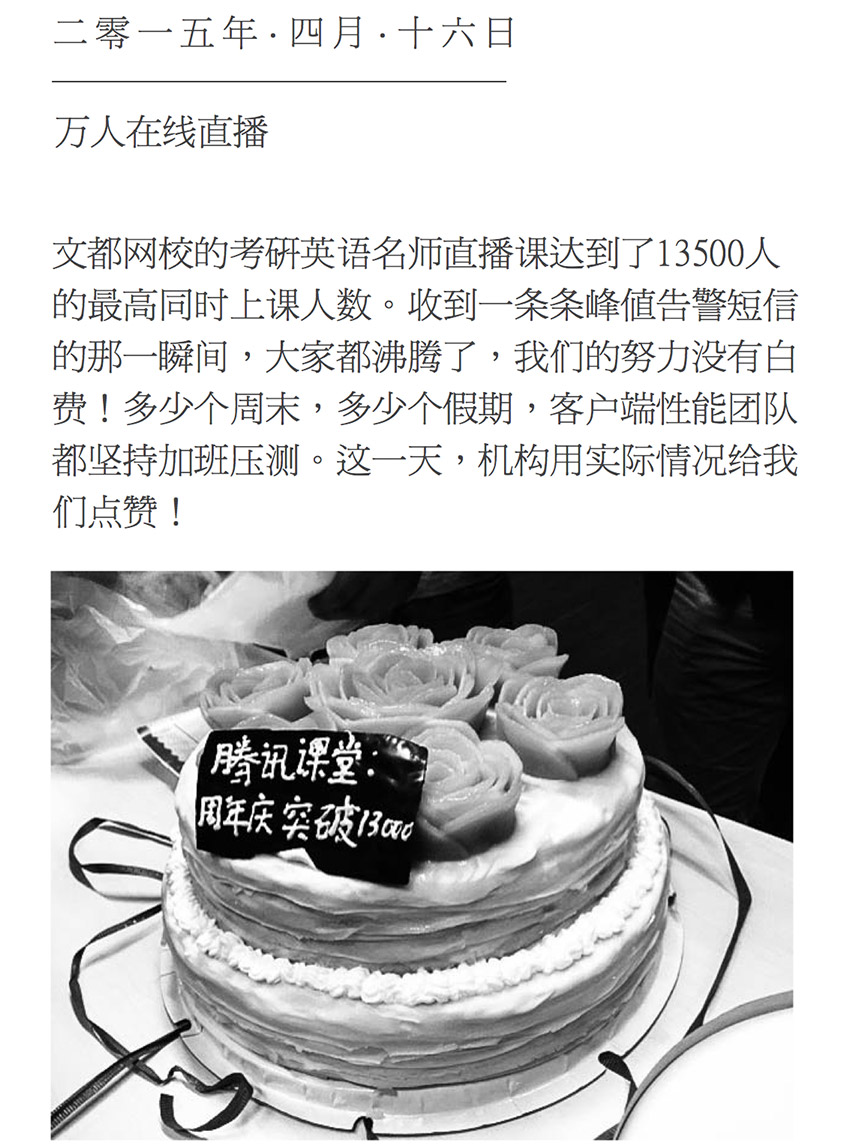 二零一五年·四月·十六日
万人在线直播
文都网校的考研英语名师直播课达到了13500人
的最高同时上课人数。收到一条条峰值告警短信
的那一瞬间，大家都沸腾了，我们的努力没有白
费！多少个周末，多少个假期，客户端性能团队
都坚持加班压测。这一天，机构用实际情况给我
们点赞！
腾讯课堂：
周年庆突破13000